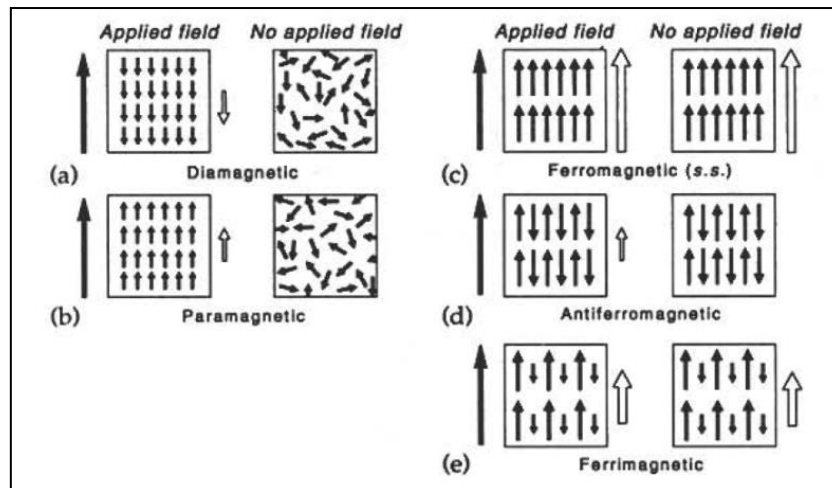 Applied field No applied field
(a)
Diamagnetic
(b)
Paramagnetic
Applied field No applied field
(c)
Ferromagnetic (s.s.)
(d)
Antiferromagnetic
(e)
Ferrimagnetic